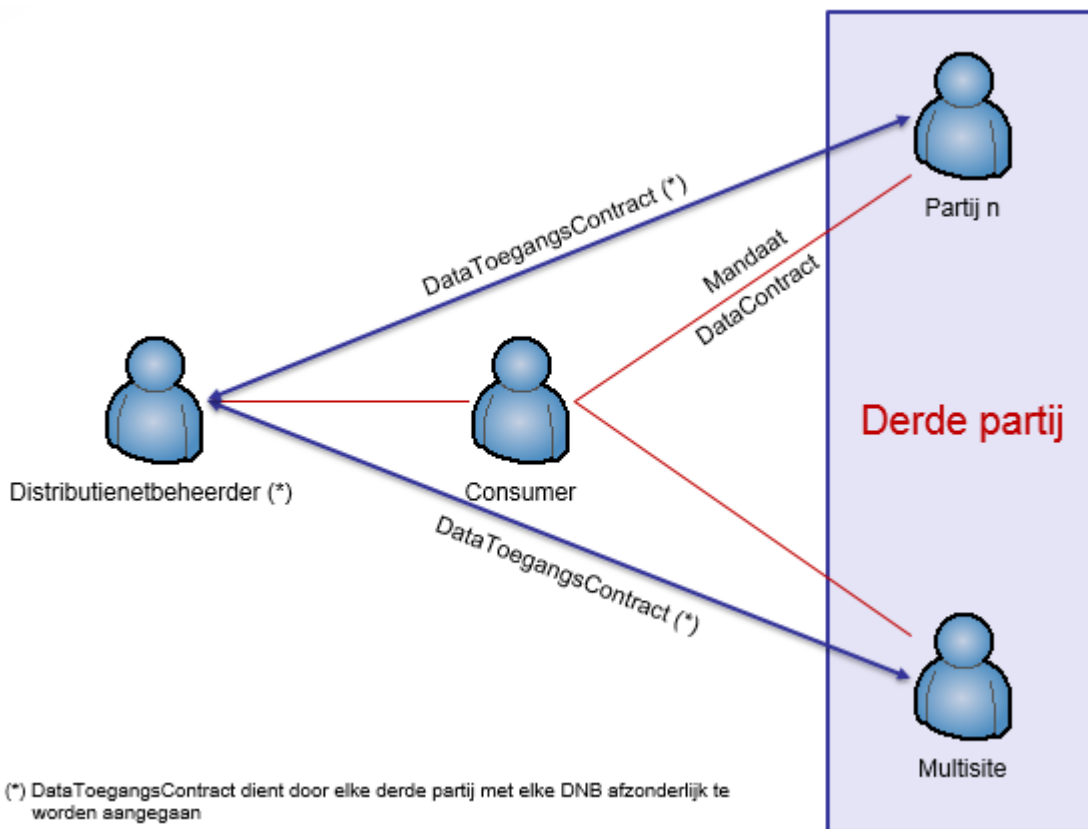 DataToegangsContract (*)
Partij n
Mandaat
DataContract
Derde partij
Distributienetbeheerder (*)
Consumer
DataToegangsContract (*)
Multisite
(*) DataToegangsContract dient door elke derde partij met elke DNB afzonderlijk te
worden aangegaan